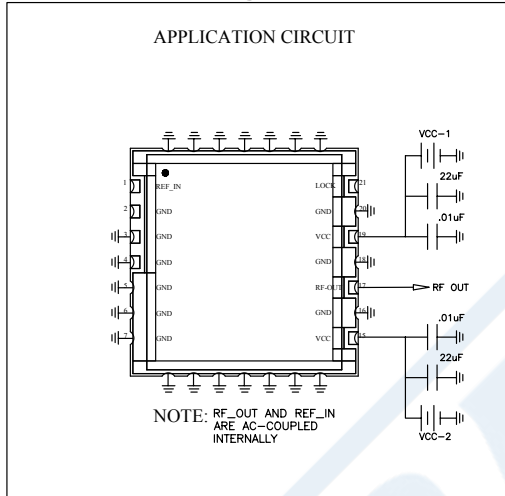 APPLICATION CIRCUIT
VCC-1
1 REF_IN LOCK 21
22uF
2 GND GND 20
.01uF
3 GND VCC 19
4 GND GND 18
5 GND RF-OUT 17 RF OUT
6 GND GND 16
.01uF
7 GND VCC 15
22uF
VCC-2
NOTE: RF_OUT AND REF_IN
ARE AC-COUPLED
INTERNALLY